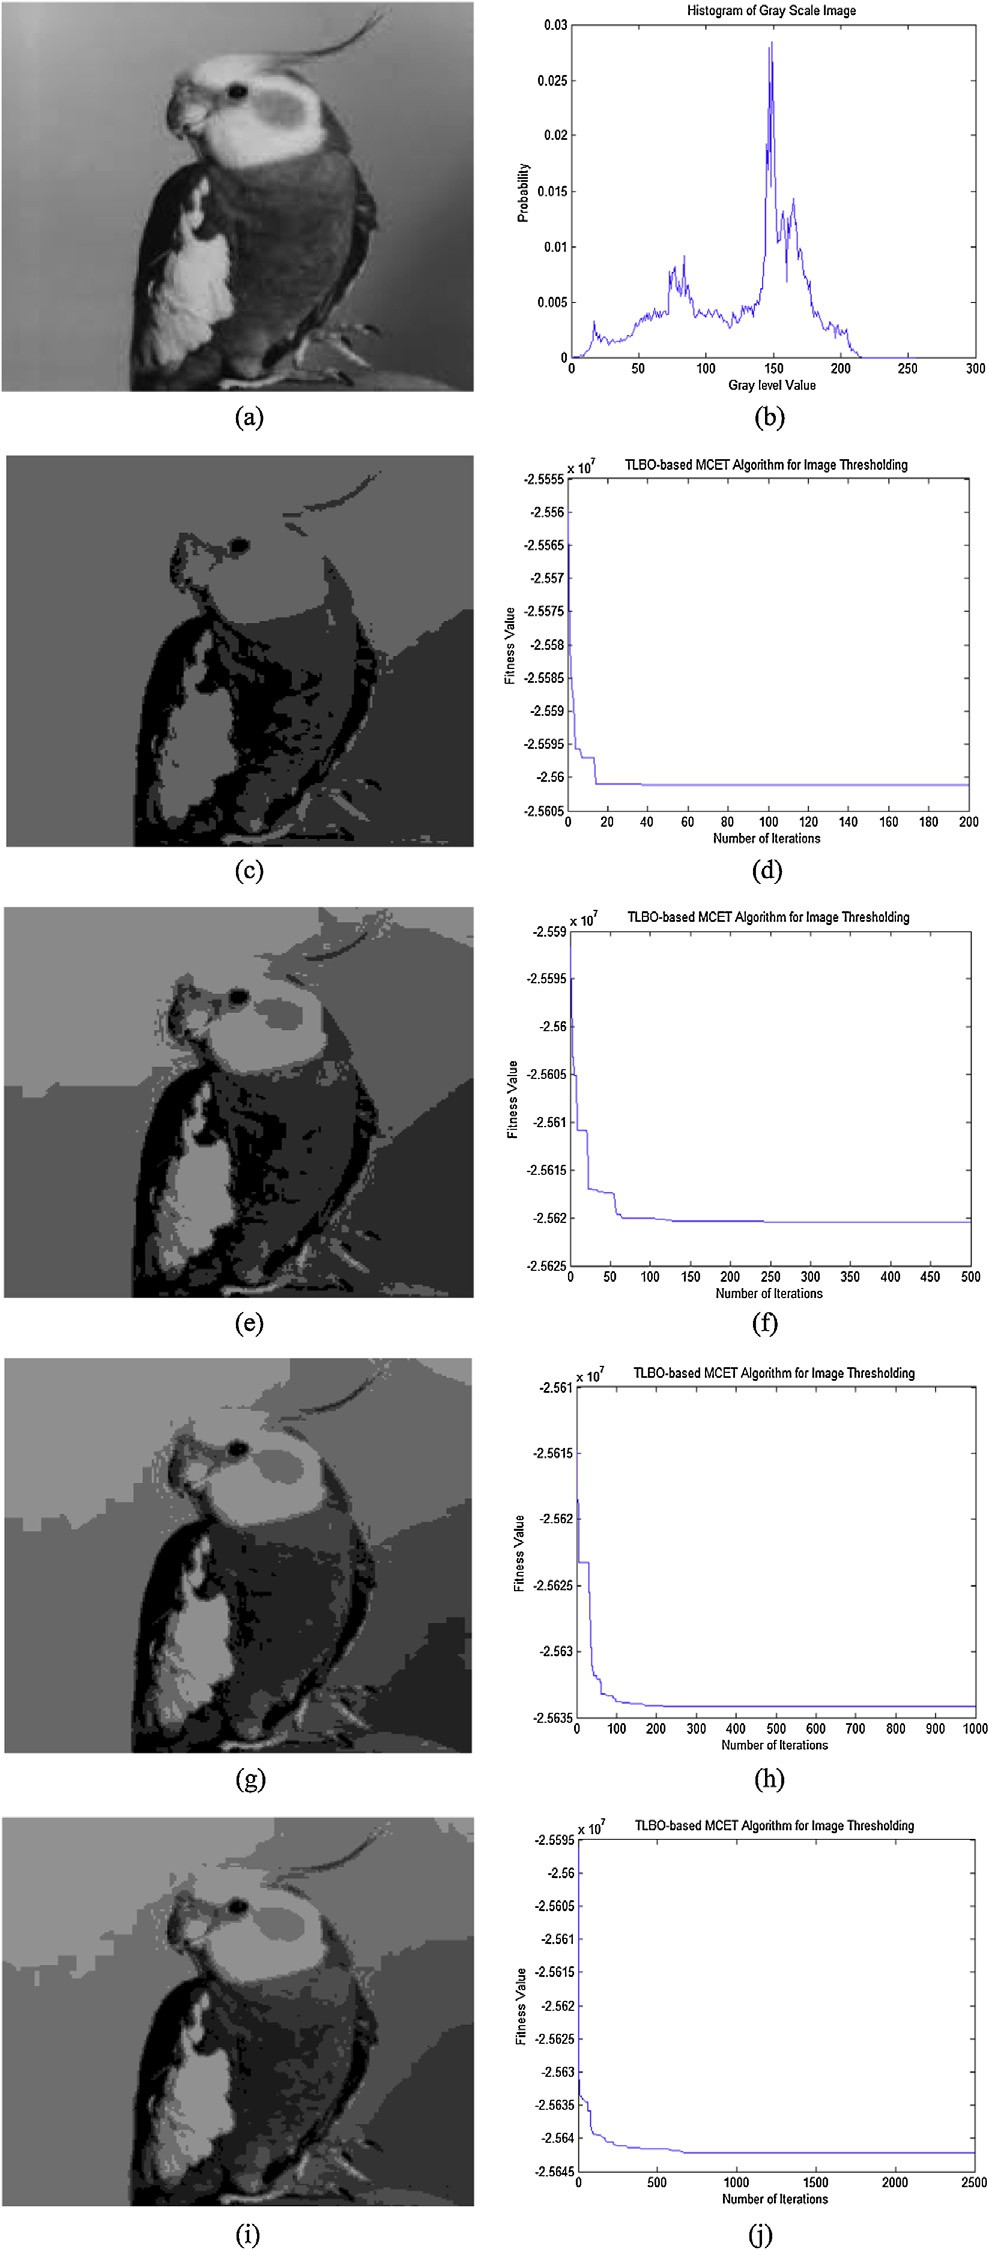 Histogram of Gray Scale Image
0.03
0.025
0.02
0.015
0.01
0.005
0
Probability
0 50 100 150 200 250 300
Gray level Value
(a) (b)
TLBO-based MCET Algorithm for Image Thresholding
x 10^7
-2.5555
-2.556
-2.5565
-2.557
-2.5575
-2.558
-2.5585
-2.559
-2.5595
-2.56
-2.5605
Fitness Value
0 20 40 60 80 100 120 140 160 180 200
Number of Iterations
(c) (d)
TLBO-based MCET Algorithm for Image Thresholding
x 10^7
-2.559
-2.5595
-2.56
-2.5605
-2.561
-2.5615
-2.562
-2.5625
Fitness Value
0 50 100 150 200 250 300 350 400 450 500
Number of Iterations
(e) (f)
TLBO-based MCET Algorithm for Image Thresholding
x 10^7
-2.561
-2.5615
-2.562
-2.5625
-2.563
-2.5635
Fitness Value
0 100 200 300 400 500 600 700 800 900 1000
Number of Iterations
(g) (h)
TLBO-based MCET Algorithm for Image Thresholding
x 10^7
-2.5595
-2.56
-2.5605
-2.561
-2.5615
-2.562
-2.5625
-2.563
-2.5635
-2.564
-2.5645
Fitness Value
0 500 1000 1500 2000 2500
Number of Iterations
(i) (j)